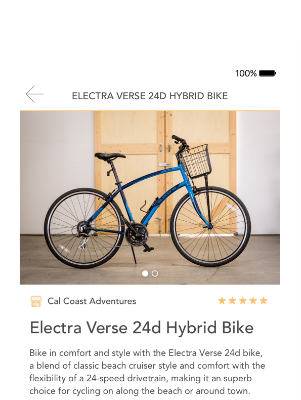 100%
ELECTRA VERSE 24D HYBRID BIKE
Cal Coast Adventures
Electra Verse 24d Hybrid Bike
Bike in comfort and style with the Electra Verse 24d bike,
a blend of classic beach cruiser style and comfort with the
flexibility of a 24-speed drivetrain, making it an superb
choice for cycling on along the beach or around town.